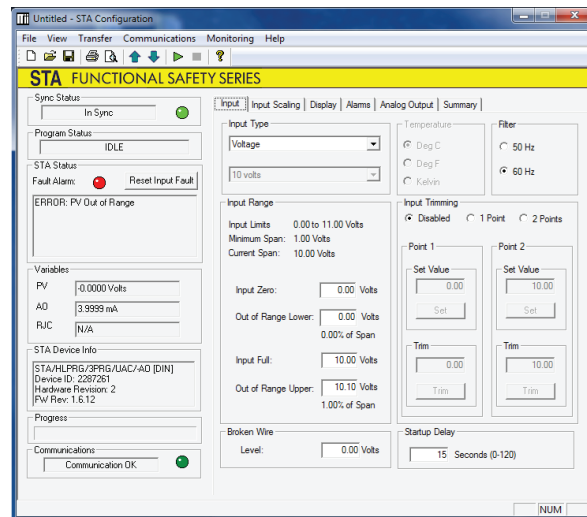 Untitled - STA Configuration
File View Transfer Communications Monitoring Help
STA FUNCTIONAL SAFETY SERIES
Sync Status
In Sync
Program Status
IDLE
STA Status
Fault Alarm: Reset Input Fault
ERROR: PV Out of Range
Variables
PV -0.0000 Volts
AO 3.9999 mA
RJC N/A
STA Device Info
STA/HLPRG/3PRG/UAC/-AO [DIN]
Device ID: 2287261
Hardware Revision: 2
FW Rev: 1.6.12
Progress
Communications
Communication OK
Input Input Scaling Display Alarms Analog Output Summary
Input Type
Voltage
10 volts
Temperature
Deg C
Deg F
Kelvin
Filter
50 Hz
60 Hz
Input Range
Input Limits 0.00 to 11.00 Volts
Minimum Span: 1.00 Volts
Current Span: 10.00 Volts
Input Zero: 0.00 Volts
Out of Range Lower: 0.00 Volts
0.00% of Span
Input Full: 10.00 Volts
Out of Range Upper: 10.10 Volts
1.00% of Span
Input Trimming
Disabled 1 Point 2 Points
Point 1
Set Value
0.00
Set
Trim
0.00
Trim
Point 2
Set Value
10.00
Set
Trim
10.00
Trim
Broken Wire
Level: 0.00 Volts
Startup Delay
15 Seconds (0-120)
NUM